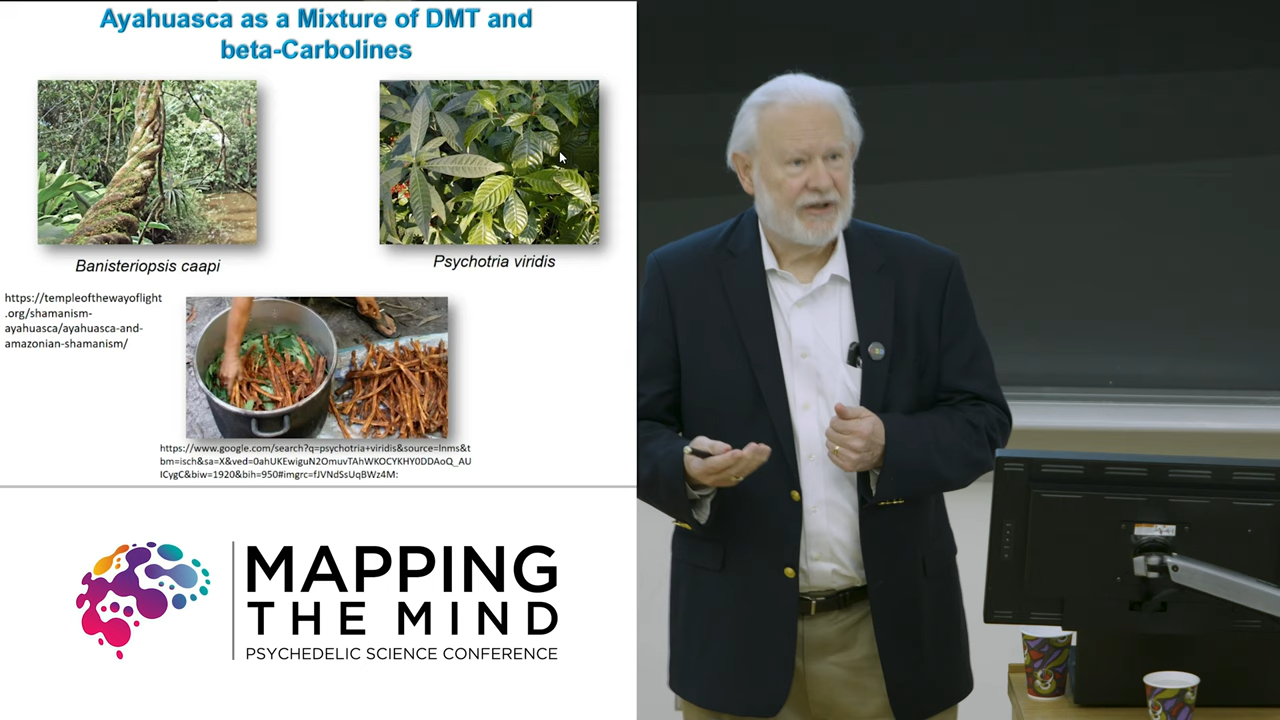 Ayahuasca as a Mixture of DMT and
beta-Carbolines
Banisteriopsis caapi
Psychotria viridis
https://templeofthewayoflight
.org/shamanism-
ayahuasca/ayahuasca-and-
amazonian-shamanism/
https://www.google.com/search?q=psychotria+viridis&source=lnms&t
bm=isch&sa=X&ved=0ahUKEwiguN2OmuvTAhWKOCYKHY0DDAoQ_AU
ICygC&biw=1920&bih=950#imgrc=fJVNdSsUqBWz4M:
MAPPING
THE MIND
PSYCHEDELIC SCIENCE CONFERENCE